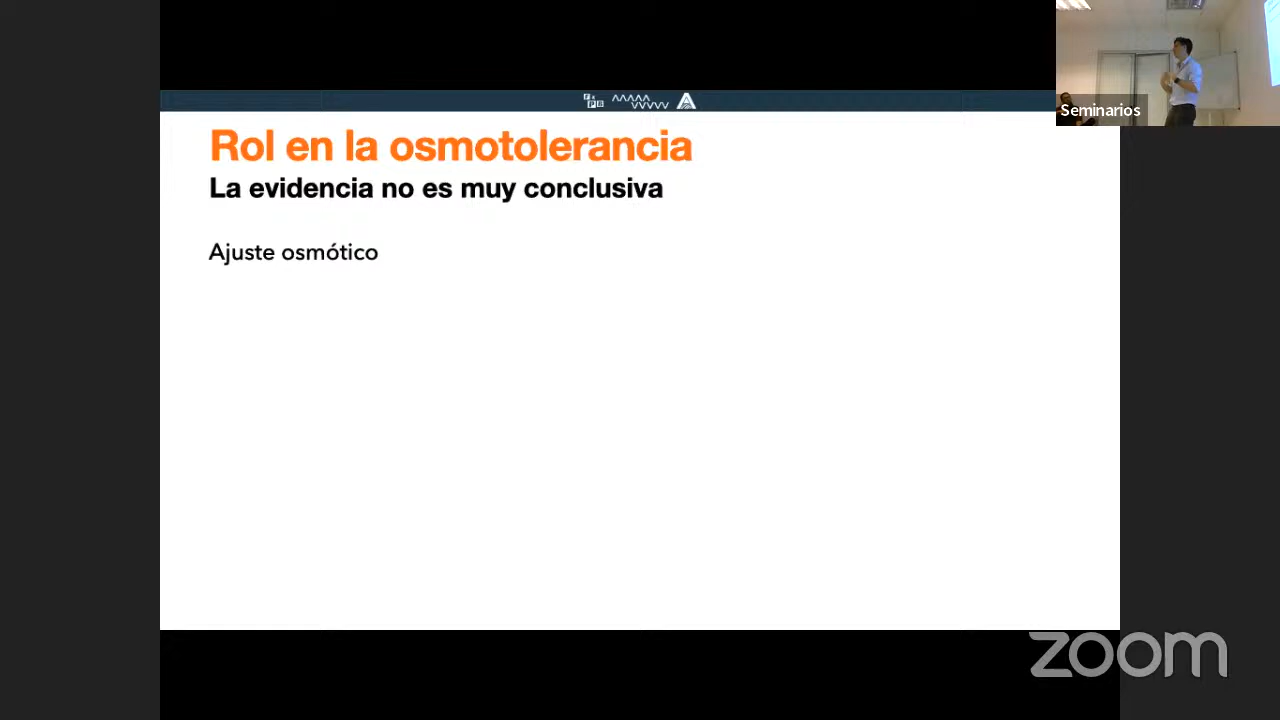 Seminarios
Rol en la osmotolerancia
La evidencia no es muy conclusiva
Ajuste osmótico
zoom